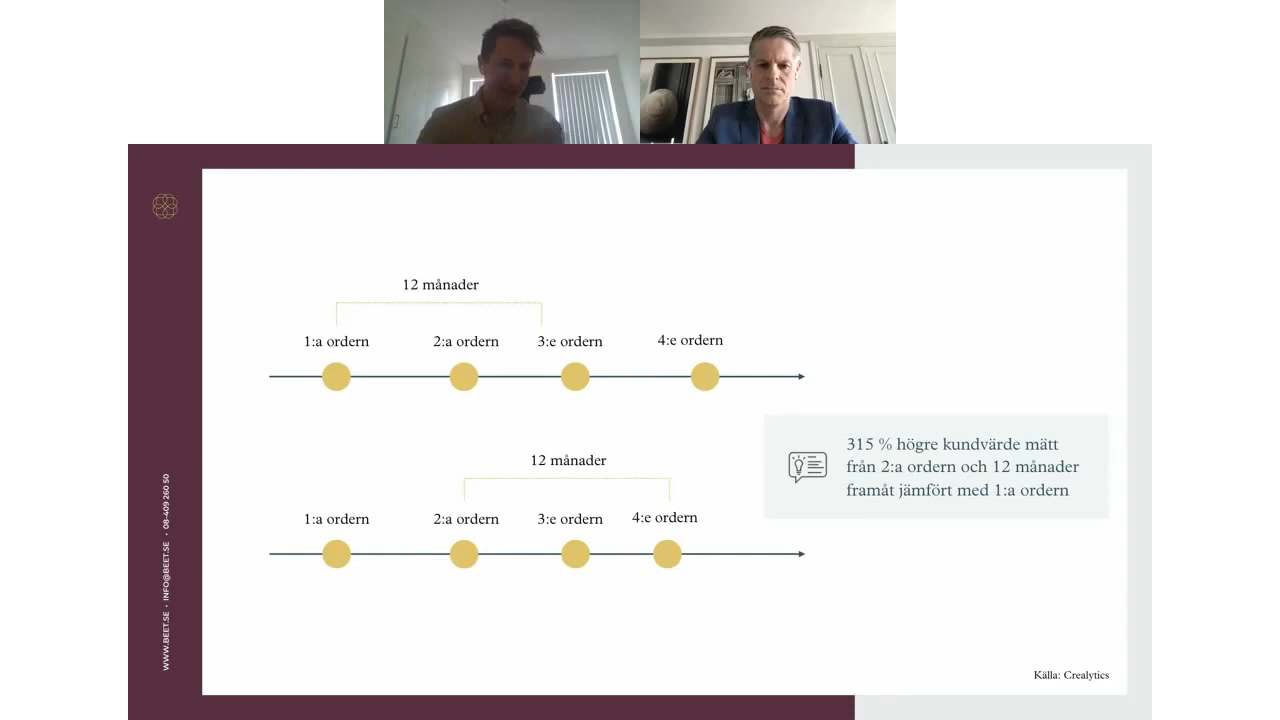 12 månader
1:a ordern 2:a ordern 3:e ordern 4:e ordern
12 månader
1:a ordern 2:a ordern 3:e ordern 4:e ordern
315 % högre kundvärde mätt
från 2:a ordern och 12 månader
framåt jämfört med 1:a ordern
Källa: Crealytics
WWW.BEET.SE • INFO@BEET.SE • 08-409 260 50